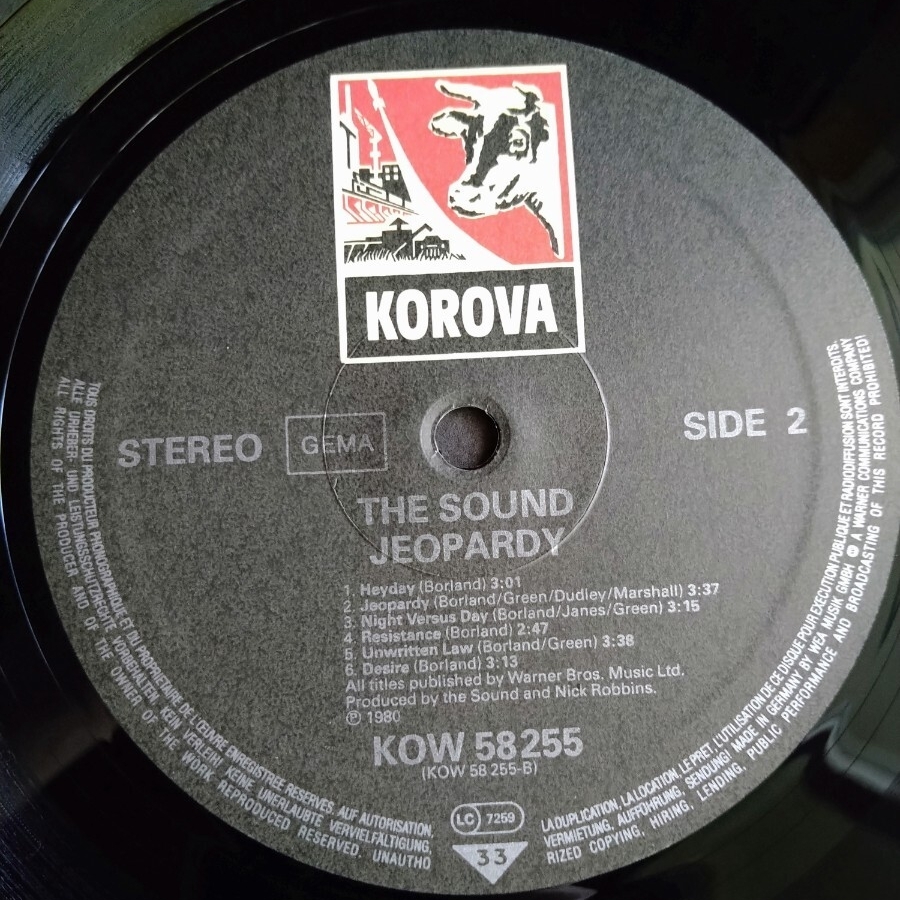 KOROVA
STEREO GEMA SIDE 2
THE SOUND
JEOPARDY
1. Heyday (Borland) 3:01
2. Jeopardy (Borland/Green/Dudley/Marshall) 3:37
3. Night Versus Day (Borland/Janes/Green) 3:15
4. Resistance (Borland) 2:47
5. Unwritten Law (Borland/Green) 3:38
6. Desire (Borland) 3:13
All titles published by Warner Bros. Music Ltd.
Produced by the Sound and Nick Robbins.
℗ 1980
KOW 58 255
(KOW 58 255-B)
LC 7259
33
TOUS DROITS DU PRODUCTEUR PHONOGRAPHIQUE ET DU PROPRIETAIRE DE L'ŒUVRE ENREGISTREE RESERVES. AUF AUTORISATION, LA DUPLICATION, LA LOCATION, LE PRET, L'UTILISATION DE CE DISQUE POUR EXECUTION PUBLIQUE ET RADIODIFFUSION SONT INTERDITS.
ALLE URHEBER- UND LEISTUNGSSCHUTZRECHTE VORBEHALTEN. KEIN VERLEIH! KEINE UNERLAUBTE VERVIELFÄLTIGUNG, VERMIETUNG, AUFFÜHRUNG, SENDUNG! MADE IN GERMANY BY WEA MUSIK GMBH A WARNER COMMUNICATIONS COMPANY
ALL RIGHTS OF THE PRODUCER AND OF THE OWNER OF THE WORK REPRODUCED RESERVED. UNAUTHORIZED COPYING, HIRING, LENDING, PUBLIC PERFORMANCE AND BROADCASTING OF THIS RECORD PROHIBITED!